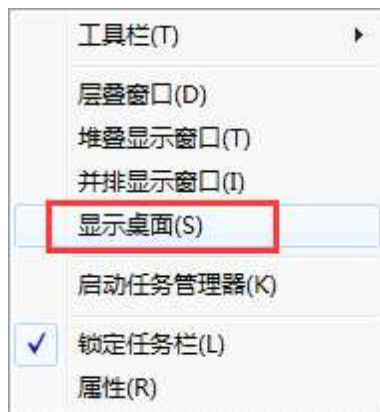 工具栏(T)
层叠窗口(D)
堆叠显示窗口(T)
并排显示窗口(I)
显示桌面(S)
启动任务管理器(K)
锁定任务栏(L)
属性(R)